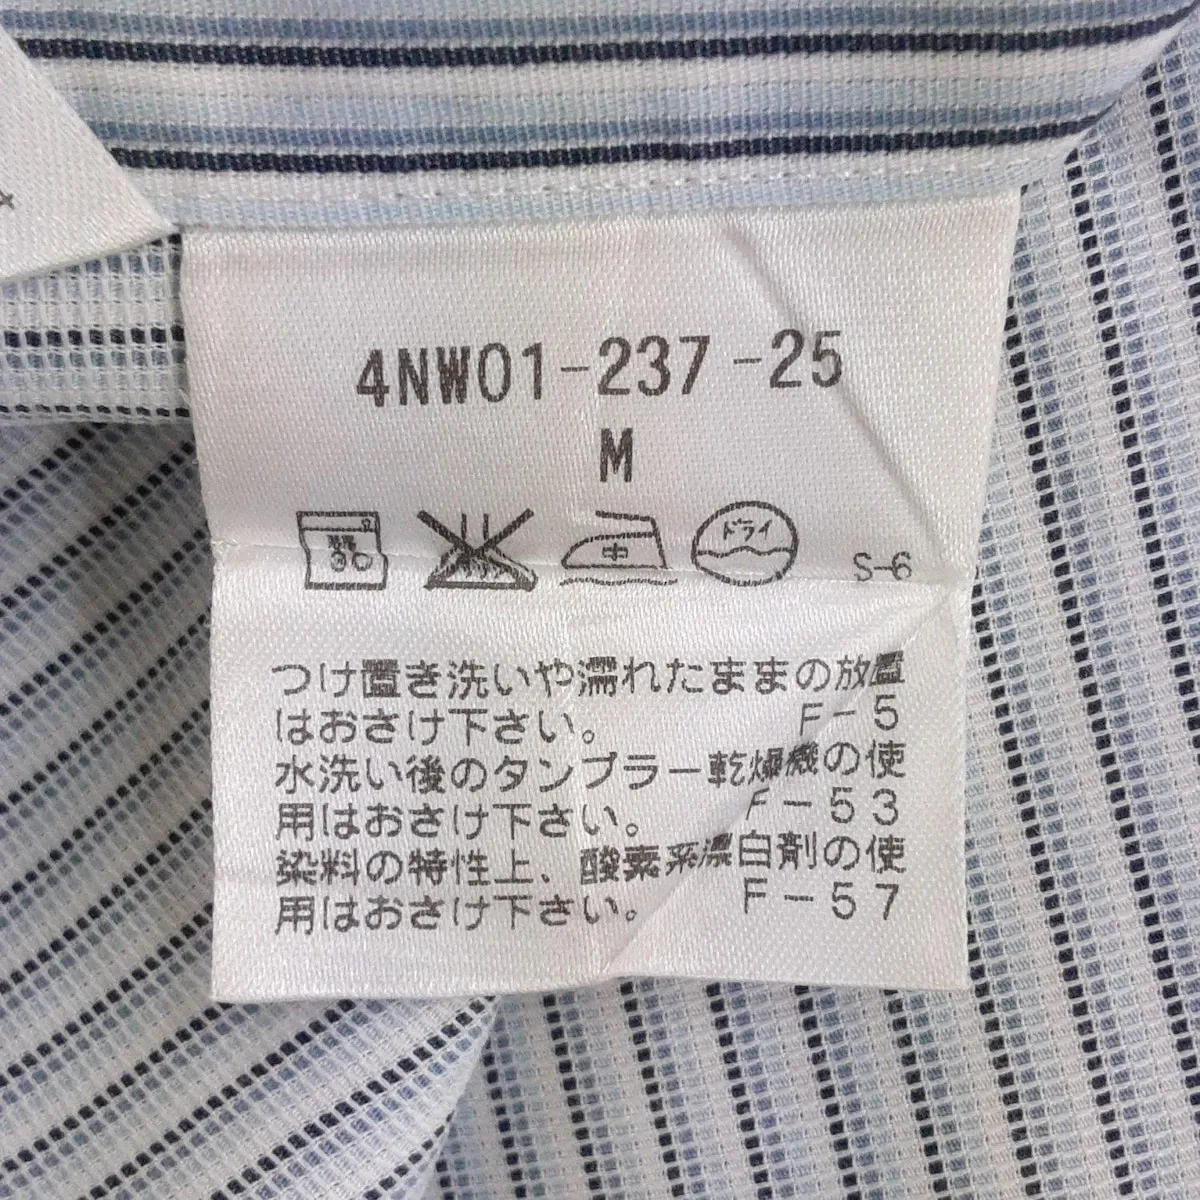 4NW01-237-25
M
30
中
ドライ
S-6
つけ置き洗いや濡れたままの放置
はおさけ下さい。 F-5
水洗い後のタンブラー乾燥機の使
用はおさけ下さい。 F-53
染料の特性上、酸素系漂白剤の使
用はおさけ下さい。 F-57